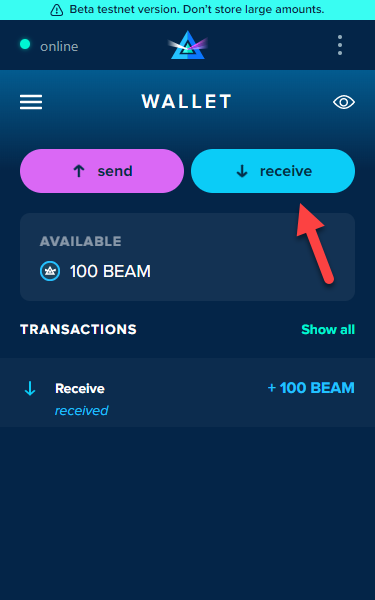 Beta testnet version. Don't store large amounts.
online
WALLET
send
receive
AVAILABLE
100 BEAM
TRANSACTIONS Show all
Receive + 100 BEAM
received